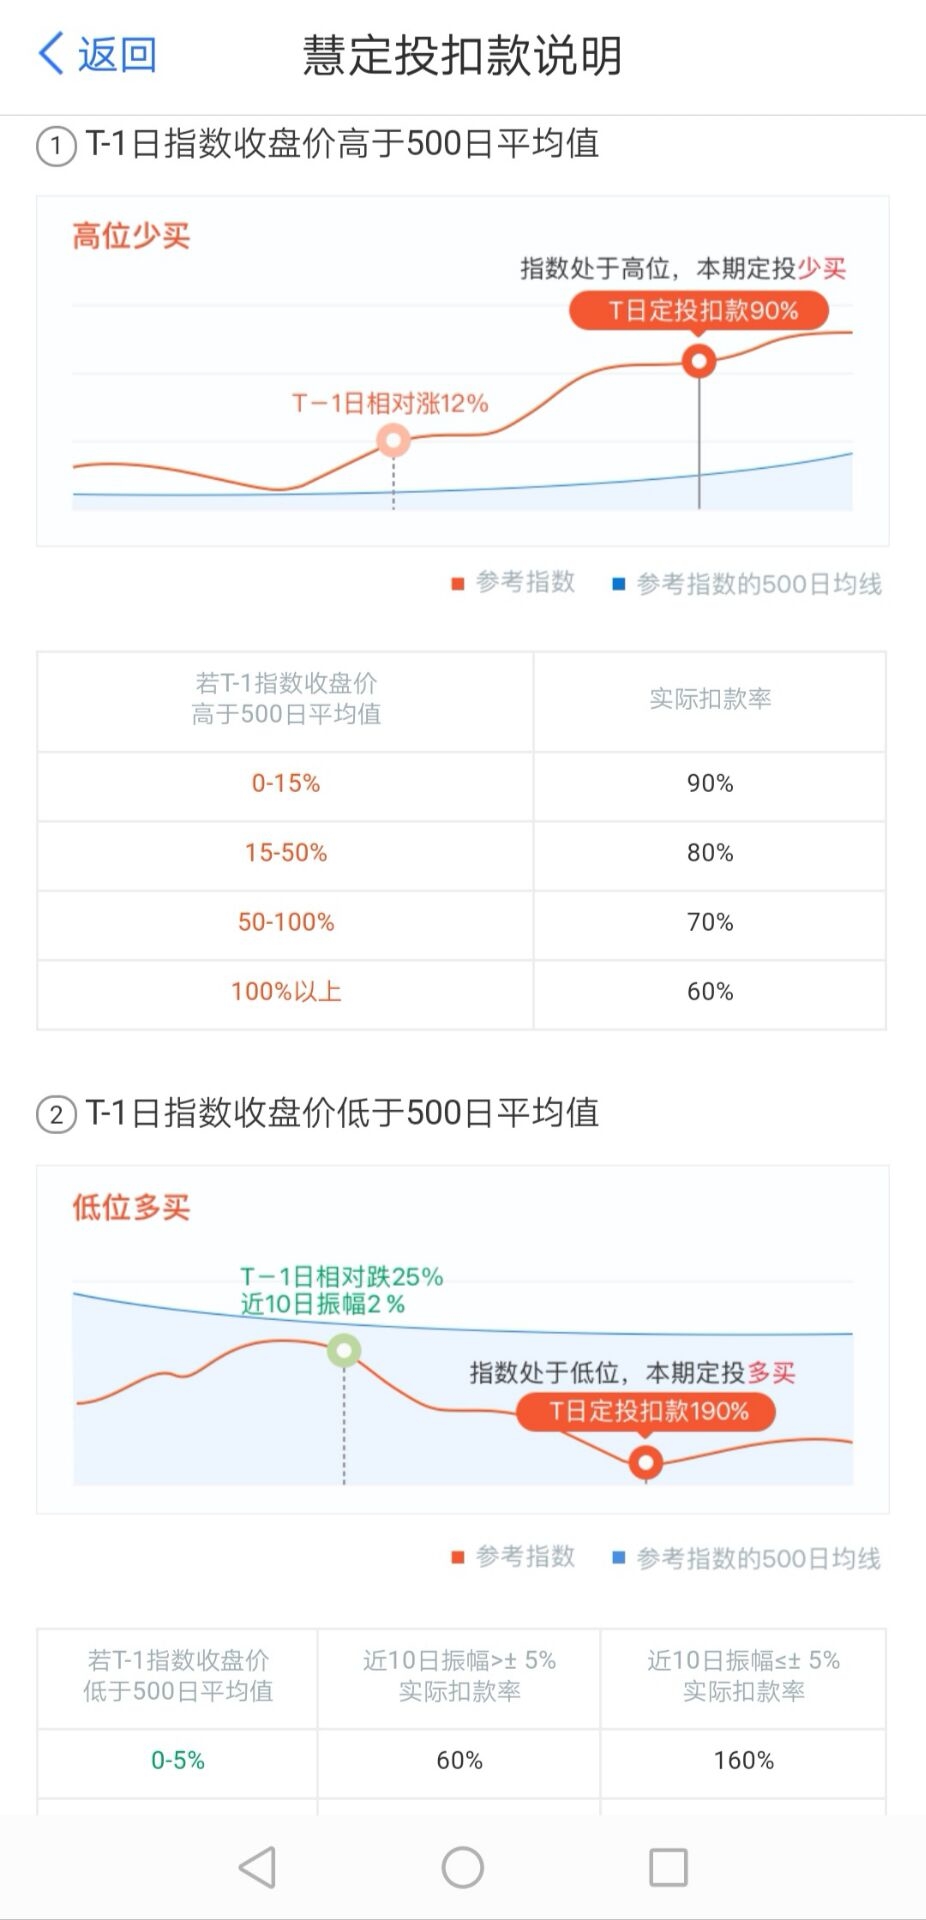 返回
慧定投扣款说明
① T-1日指数收盘价高于500日平均值
高位少买
指数处于高位，本期定投少买
T日定投扣款90%
T－1日相对涨12%
参考指数 参考指数的500日均线
若T-1指数收盘价
高于500日平均值
实际扣款率
0-15% 90%
15-50% 80%
50-100% 70%
100%以上 60%
② T-1日指数收盘价低于500日平均值
低位多买
T－1日相对跌25%
近10日振幅2%
指数处于低位，本期定投多买
T日定投扣款190%
参考指数 参考指数的500日均线
若T-1指数收盘价
低于500日平均值
近10日振幅>± 5%
实际扣款率
近10日振幅≤± 5%
实际扣款率
0-5% 60% 160%